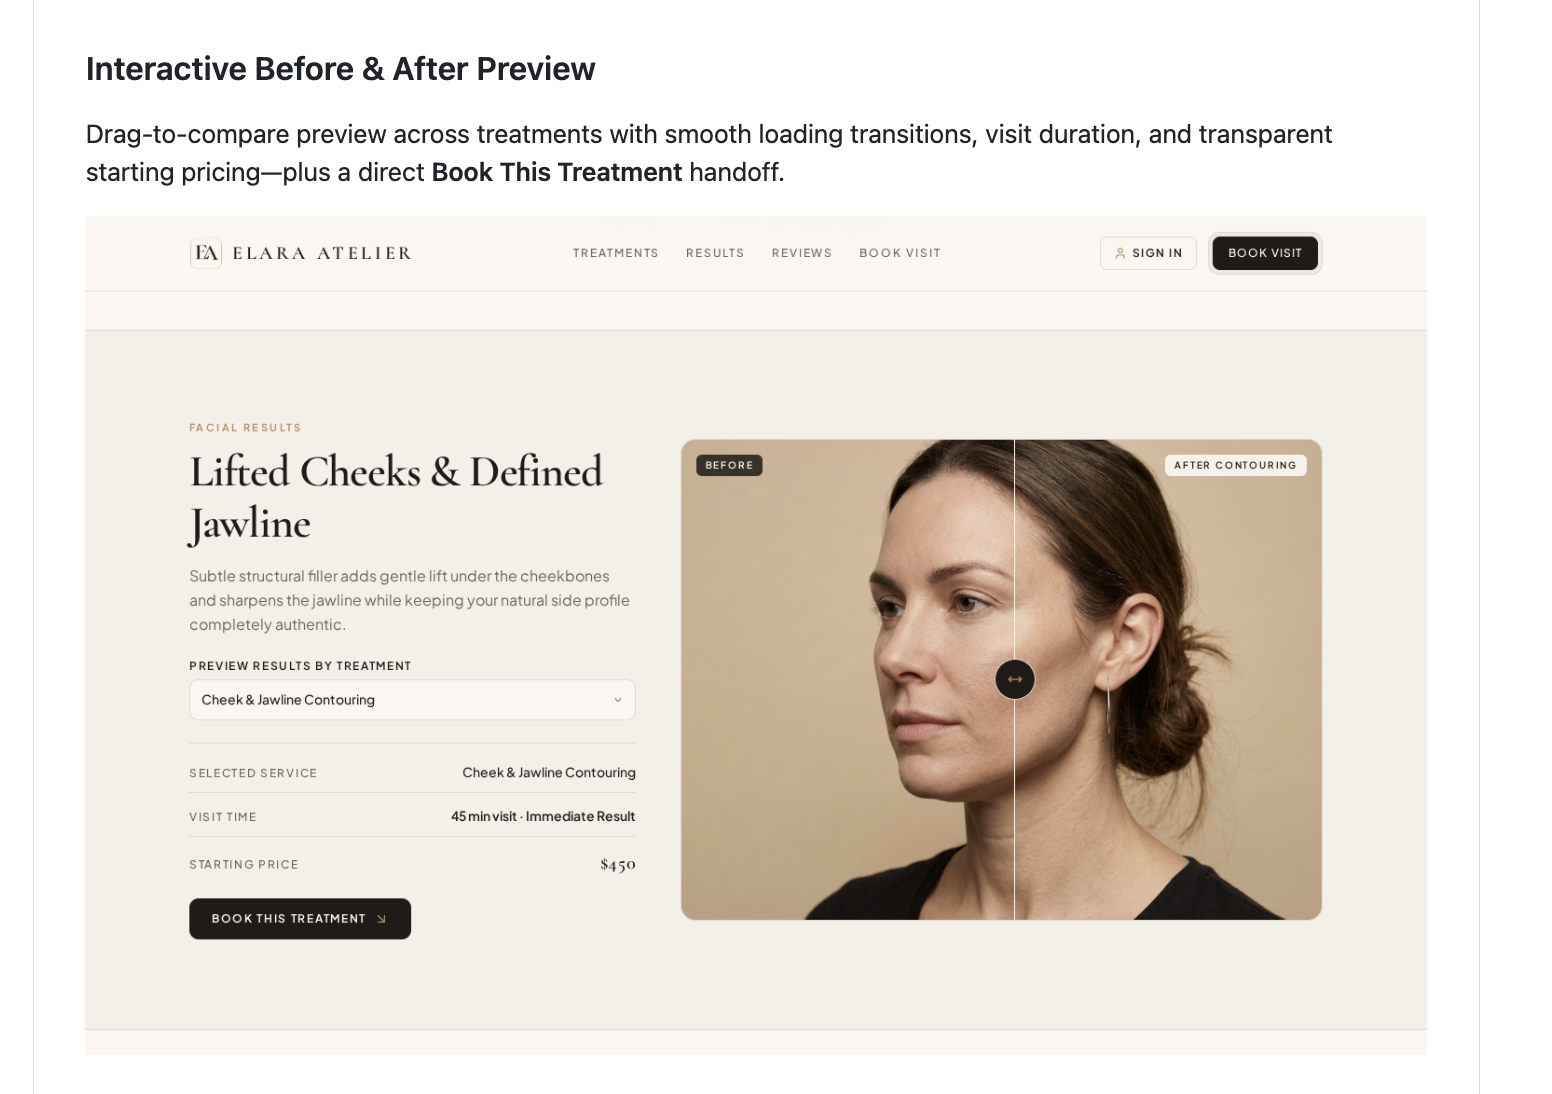 Interactive Before & After Preview
Drag-to-compare preview across treatments with smooth loading transitions, visit duration, and transparent
starting pricing—plus a direct Book This Treatment handoff.
EA ELARA ATELIER
TREATMENTS RESULTS REVIEWS BOOK VISIT
SIGN IN
BOOK VISIT
FACIAL RESULTS
Lifted Cheeks & Defined
Jawline
Subtle structural filler adds gentle lift under the cheekbones
and sharpens the jawline while keeping your natural side profile
completely authentic.
PREVIEW RESULTS BY TREATMENT
Cheek & Jawline Contouring
SELECTED SERVICE Cheek & Jawline Contouring
VISIT TIME 45 min visit · Immediate Result
STARTING PRICE $450
BOOK THIS TREATMENT
BEFORE
AFTER CONTOURING